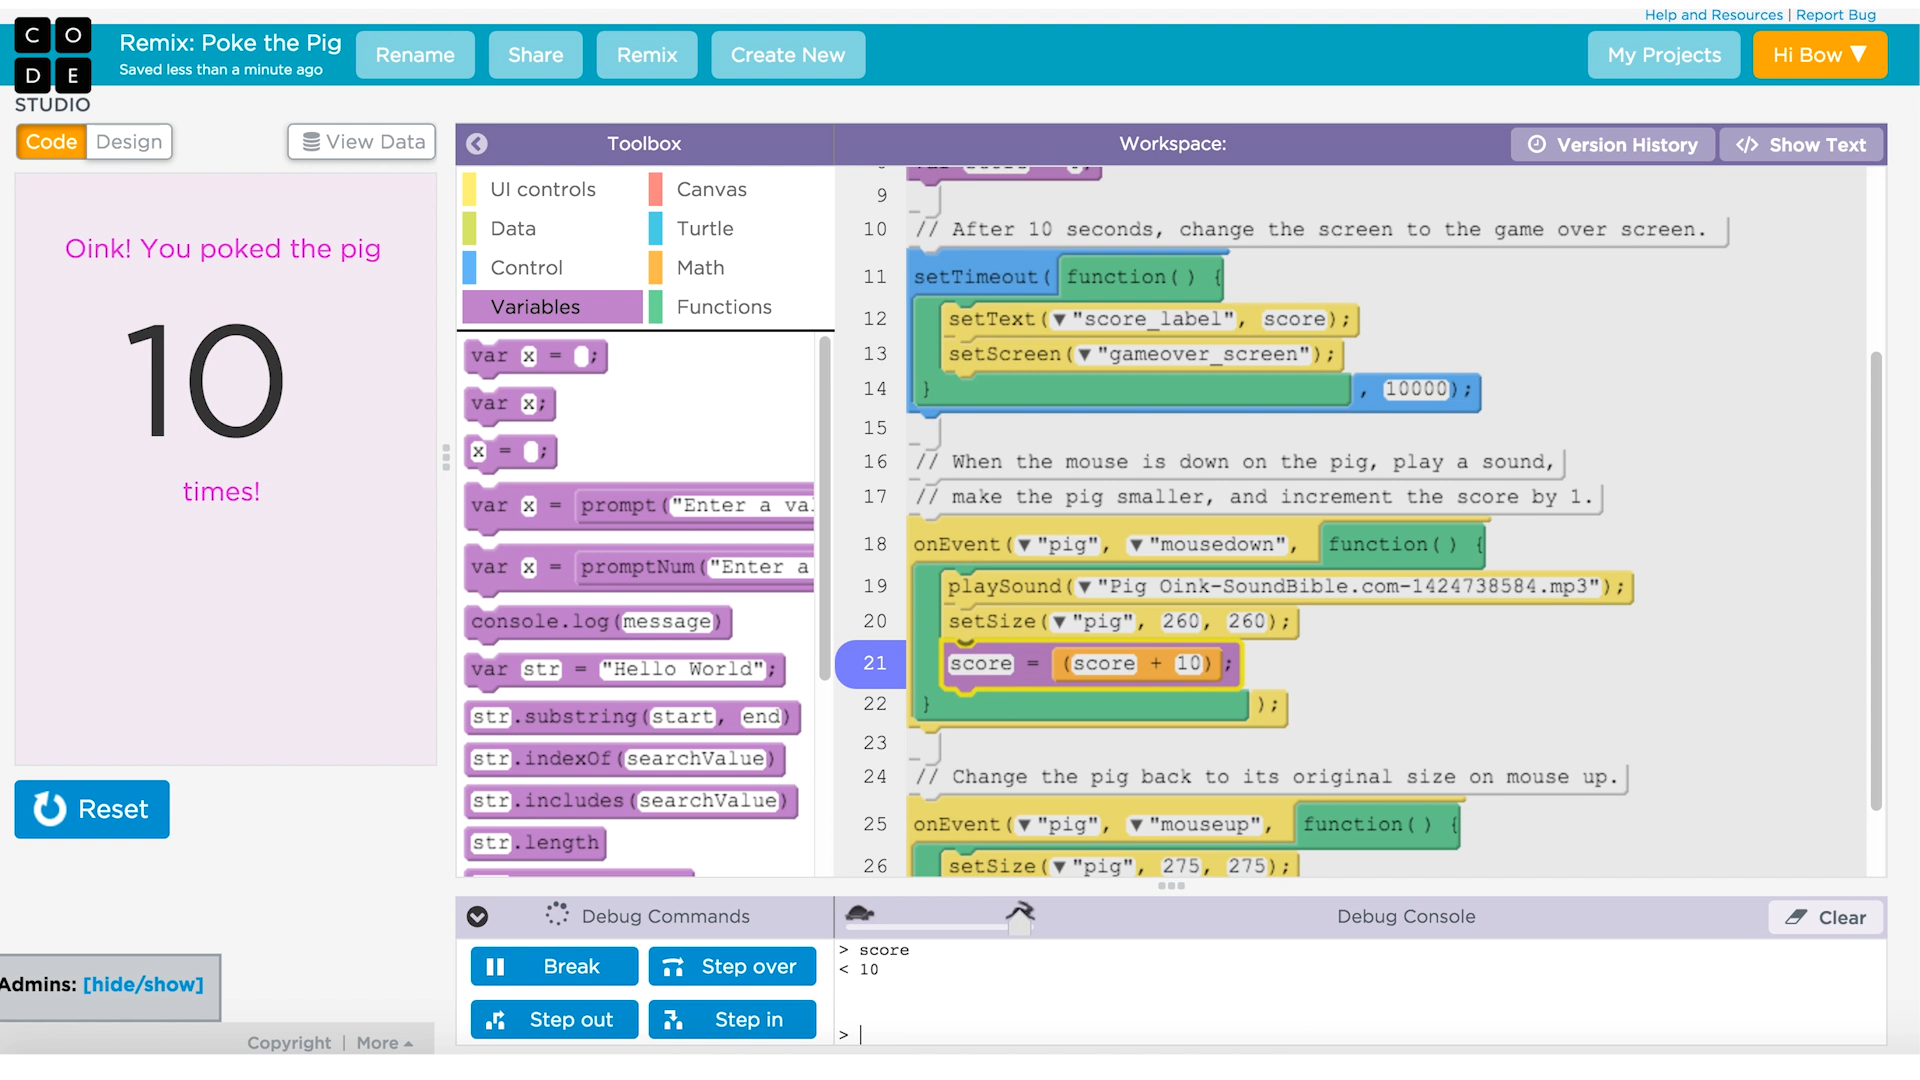 Help and Resources | Report Bug
C O
D E
STUDIO
Remix: Poke the Pig
Saved less than a minute ago
Rename
Share
Remix
Create New
My Projects
Hi Bow ▼
Code
Design
View Data
Oink! You poked the pig
10
times!
Reset
Admins: [hide/show]
Copyright | More
Toolbox
UI controls
Canvas
Data
Turtle
Control
Math
Variables
Functions
var x = ;
var x;
x = ;
var x = prompt("Enter a va
var x = promptNum("Enter a
console.log(message)
var str = "Hello World";
str.substring(start, end)
str.indexOf(searchValue)
str.includes(searchValue)
str.length
Workspace:
Version History
</> Show Text
9
10 // After 10 seconds, change the screen to the game over screen.
11 setTimeout( function() {
12 setText(▼"score_label", score);
13 setScreen(▼"gameover_screen");
14 } , 10000);
15
16 // When the mouse is down on the pig, play a sound,
17 // make the pig smaller, and increment the score by 1.
18 onEvent(▼"pig", ▼"mousedown", function() {
19 playSound(▼"Pig Oink-SoundBible.com-1424738584.mp3");
20 setSize(▼"pig", 260, 260);
21 score = (score + 10);
22 } );
23
24 // Change the pig back to its original size on mouse up.
25 onEvent(▼"pig", ▼"mouseup", function() {
26 setSize(▼"pig", 275, 275);
Debug Commands
Break
Step over
Step out
Step in
Debug Console
Clear
> score
< 10
>